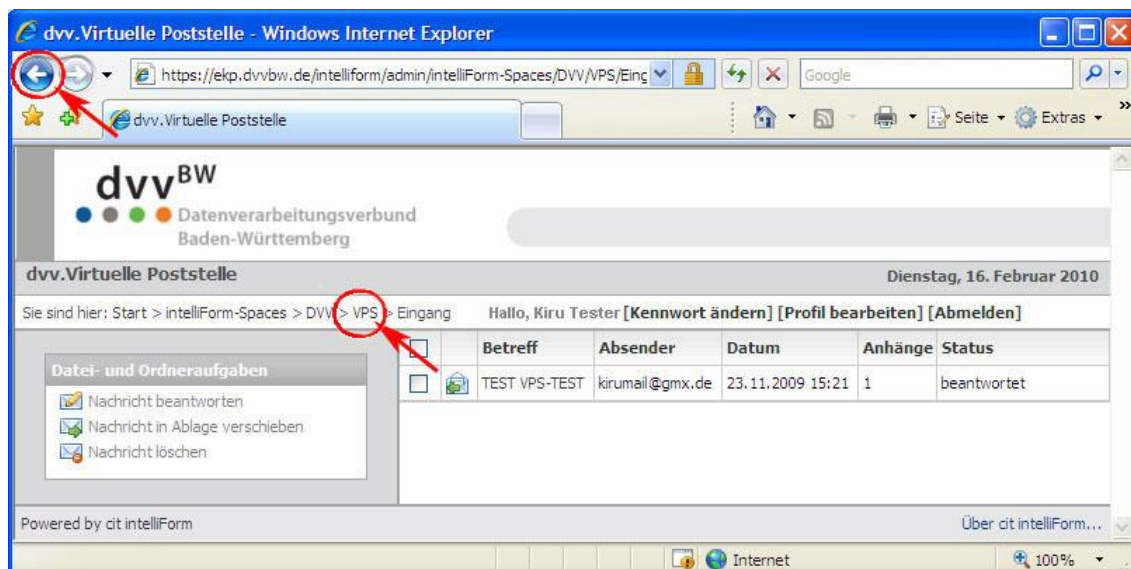 dvv.Virtuelle Poststelle - Windows Internet Explorer
https://ekp.dvvbw.de/intelliform/admin/intelliForm-Spaces/DVV/VPS/Eing
Google
dvv.Virtuelle Poststelle
Seite
Extras
»
dvv BW
Datenverarbeitungsverbund
Baden-Württemberg
dvv.Virtuelle Poststelle
Dienstag, 16. Februar 2010
Sie sind hier: Start > intelliForm-Spaces > DVV > VPS > Eingang
Hallo, Kiru Tester [Kennwort ändern] [Profil bearbeiten] [Abmelden]
Datei- und Ordneraufgaben
Nachricht beantworten
Nachricht in Ablage verschieben
Nachricht löschen
Betreff Absender Datum Anhänge Status
TEST VPS-TEST kirumail@gmx.de 23.11.2009 15:21 1 beantwortet
Powered by cit intelliForm
Über cit intelliForm...
Internet
100%